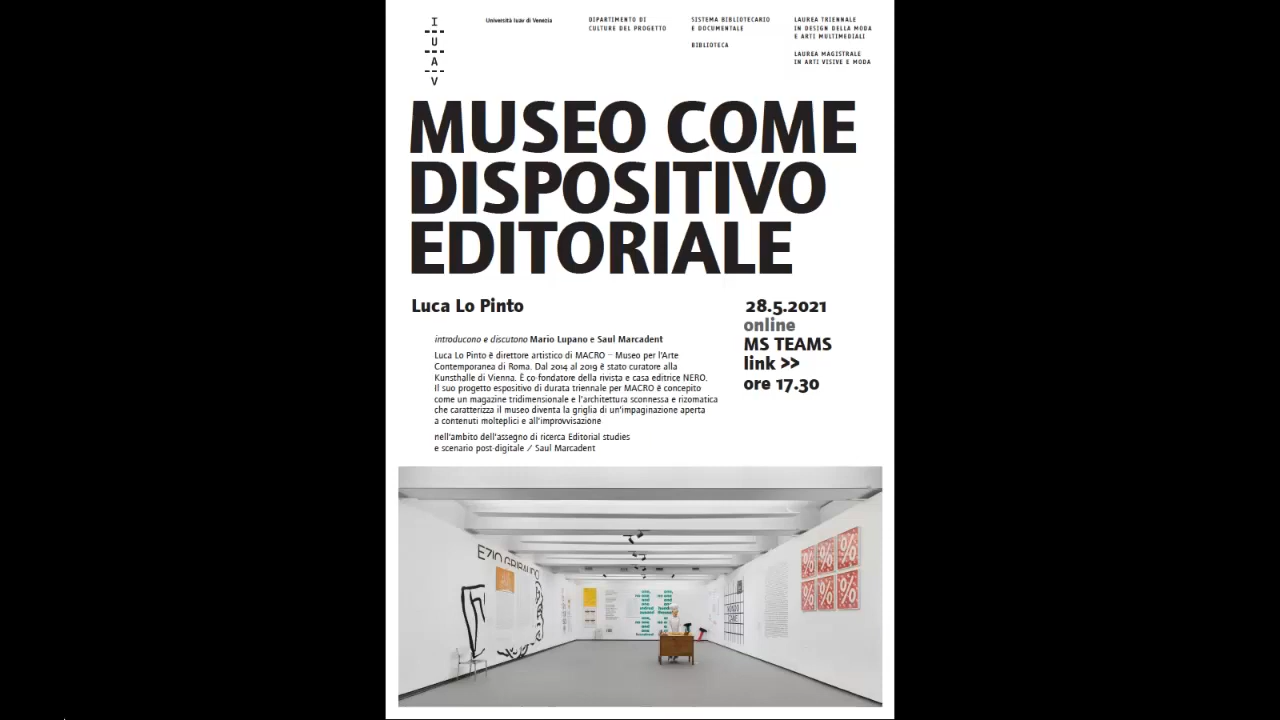 I
U
A
V
Università Iuav di Venezia
DIPARTIMENTO DI
CULTURE DEL PROGETTO
SISTEMA BIBLIOTECARIO
E DOCUMENTALE
BIBLIOTECA
LAUREA TRIENNALE
IN DESIGN DELLA MODA
E ARTI MULTIMEDIALI
LAUREA MAGISTRALE
IN ARTI VISIVE E MODA
MUSEO COME
DISPOSITIVO
EDITORIALE
Luca Lo Pinto
introducono e discutono Mario Lupano e Saul Marcadent
Luca Lo Pinto è direttore artistico di MACRO – Museo per l'Arte
Contemporanea di Roma. Dal 2014 al 2019 è stato curatore alla
Kunsthalle di Vienna. È co-fondatore della rivista e casa editrice NERO.
Il suo progetto espositivo di durata triennale per MACRO è concepito
come un magazine tridimensionale e l'architettura sconnessa e rizomatica
che caratterizza il museo diventa la griglia di un'impaginazione aperta
a contenuti molteplici e all'improvvisazione
nell'ambito dell'assegno di ricerca Editorial studies
e scenario post-digitale / Saul Marcadent
28.5.2021
online
MS TEAMS
link >>
ore 17.30
EZIO GRIBAUDO
% % %
% % %